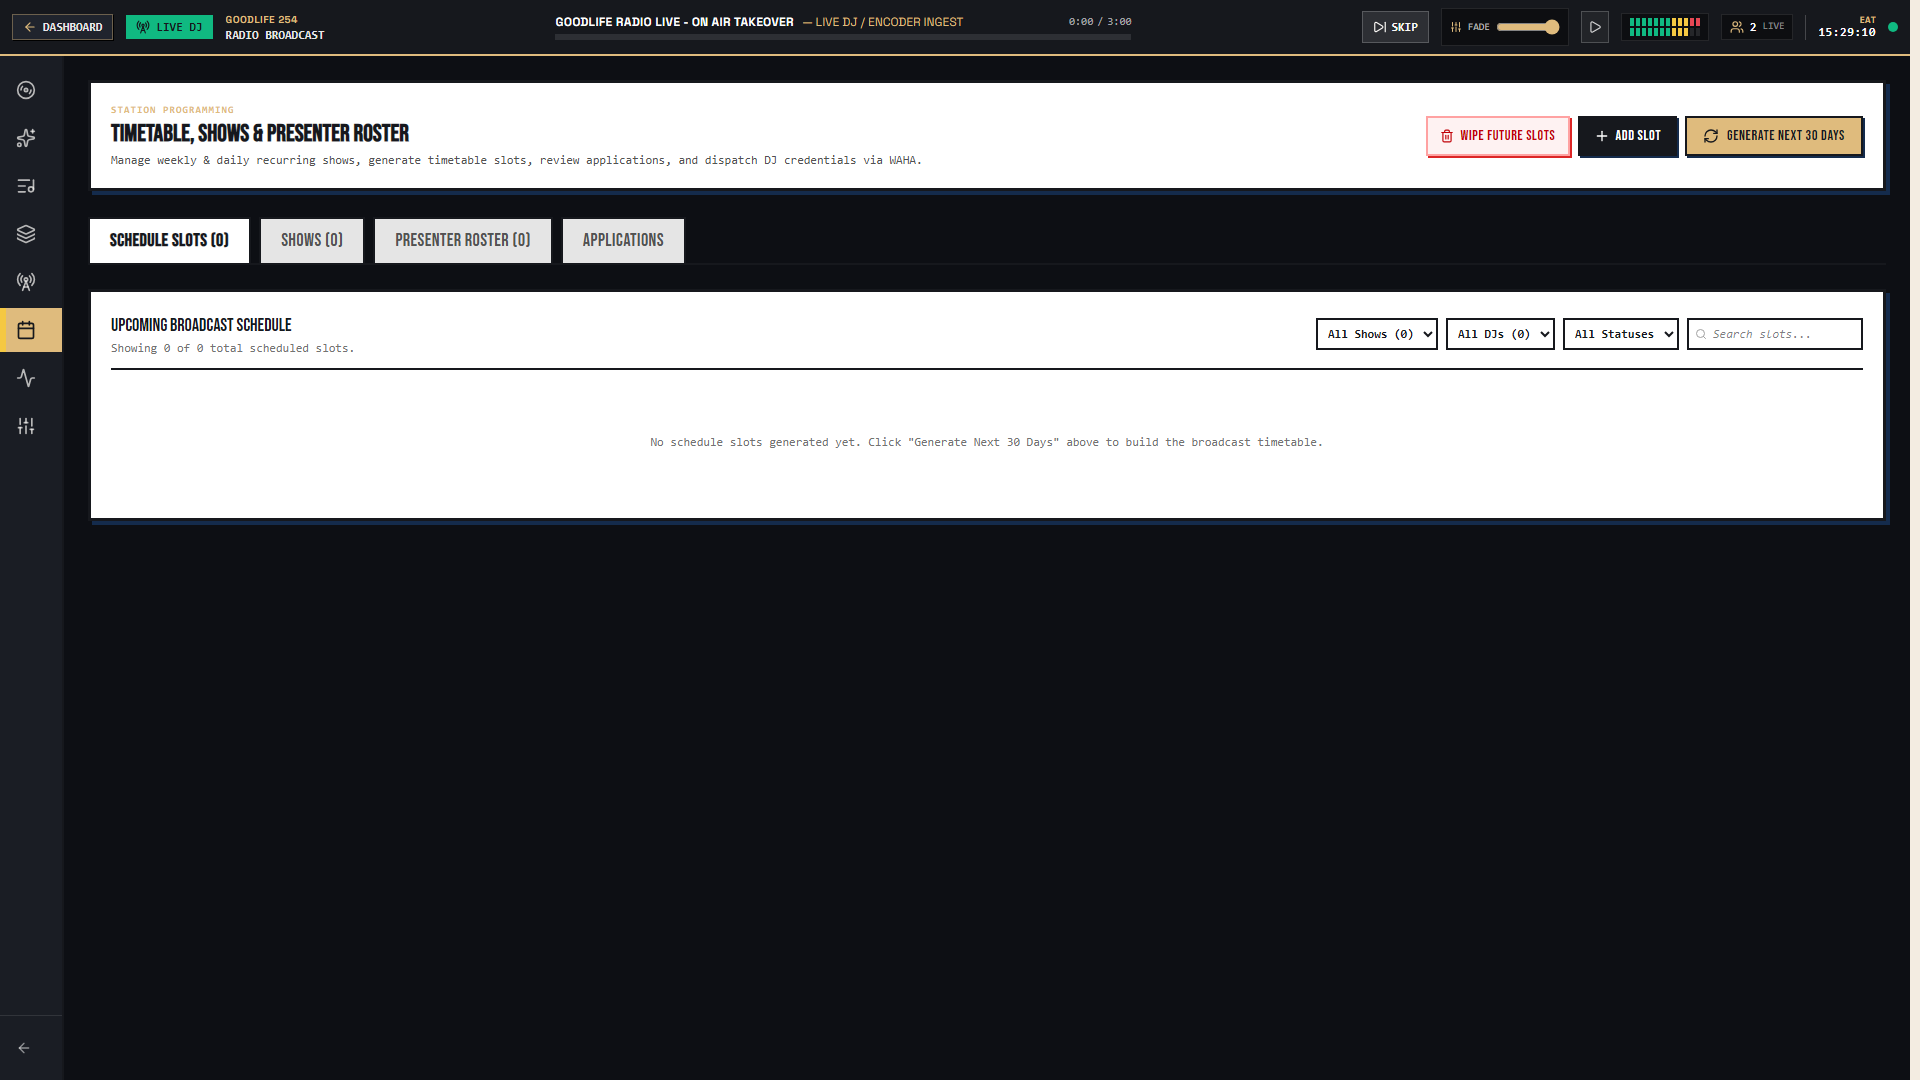 DASHBOARD
LIVE DJ
GOODLIFE 254
RADIO BROADCAST
GOODLIFE RADIO LIVE - ON AIR TAKEOVER — LIVE DJ / ENCODER INGEST
0:00 / 3:00
SKIP
FADE
2 LIVE
EAT
15:29:10
STATION PROGRAMMING
TIMETABLE, SHOWS & PRESENTER ROSTER
Manage weekly & daily recurring shows, generate timetable slots, review applications, and dispatch DJ credentials via WAHA.
WIPE FUTURE SLOTS
ADD SLOT
GENERATE NEXT 30 DAYS
SCHEDULE SLOTS (0)
SHOWS (0)
PRESENTER ROSTER (0)
APPLICATIONS
UPCOMING BROADCAST SCHEDULE
Showing 0 of 0 total scheduled slots.
All Shows (0)
All DJs (0)
All Statuses
Search slots...
No schedule slots generated yet. Click "Generate Next 30 Days" above to build the broadcast timetable.